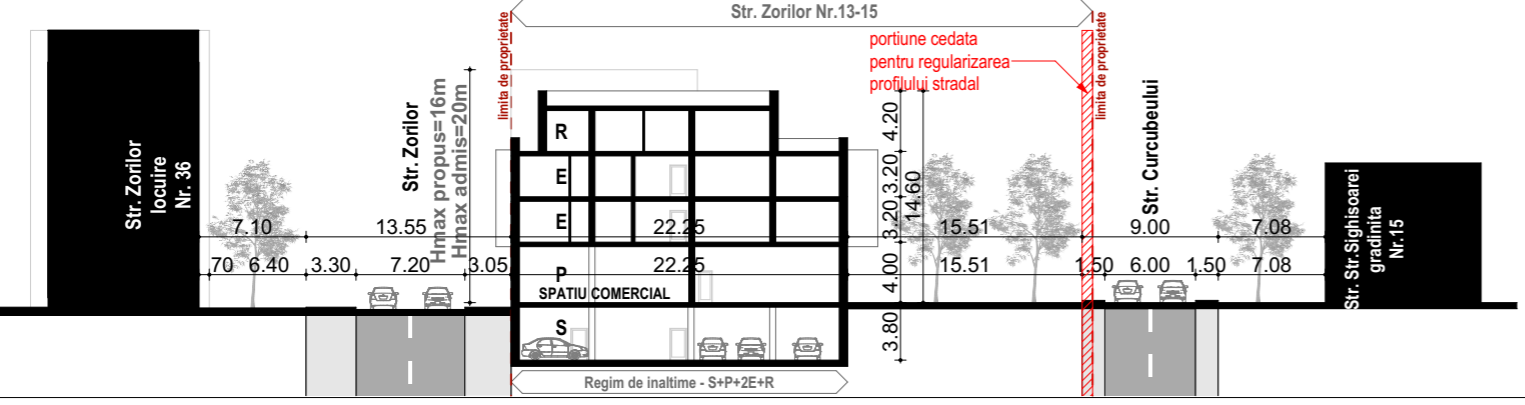 Str. Zorilor Nr.13-15
limita de proprietate
portiune cedata
pentru regularizarea
profilului stradal
limita de proprietate
Str. Zorilor
locuire
Nr. 36
Str. Zorilor
Hmax propus=16m
Hmax admis=20m
R
E
E
P
SPATIU COMERCIAL
S
4.20
3.20
3.20
14.60
4.00
3.80
Str. Curcubeului
Str. Str.Sighisoarei
gradinita
Nr.15
7.10 13.55 22.25 15.51 9.00 7.08
70 6.40 3.30 7.20 3.05 22.25 15.51 1.50 6.00 1.50 7.08
Regim de inaltime - S+P+2E+R